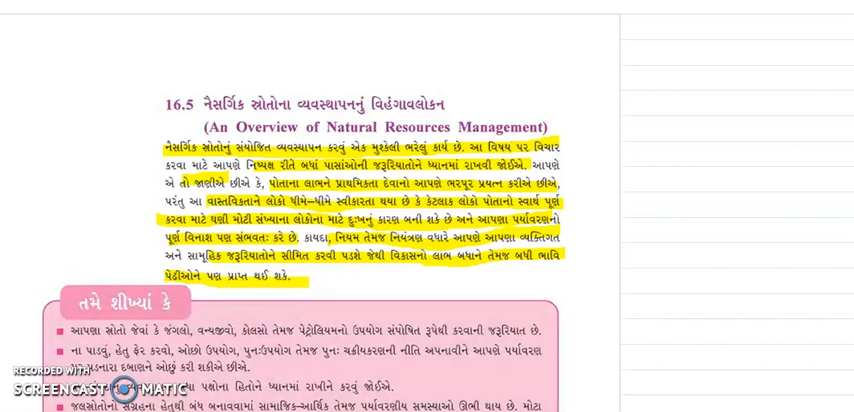 16.5 નૈસર્ગિક સ્રોતોના વ્યવસ્થાપનનું વિહંગાવલોકન
(An Overview of Natural Resources Management)
નૈસર્ગિક સ્રોતોનું સંયોજિત વ્યવસ્થાપન કરવું એક મુશ્કેલી ભરેલું કાર્ય છે. આ વિષય પર વિચાર
કરવા માટે આપણે નિષ્પક્ષ રીતે બધાં પાસાંઓની જરૂરિયાતોને ધ્યાનમાં રાખવી જોઈએ. આપણે
એ તો જાણીએ છીએ કે, પોતાના લાભને પ્રાથમિકતા દેવાનો આપણે ભરપૂર પ્રયત્ન કરીએ છીએ,
પરંતુ આ વાસ્તવિકતાને લોકો ધીમે-ધીમે સ્વીકારતા થયા છે કે કેટલાક લોકો પોતાનો સ્વાર્થ પૂર્ણ
કરવા માટે ઘણી મોટી સંખ્યાના લોકોના માટે દુઃખનું કારણ બની શકે છે અને આપણા પર્યાવરણનો
પૂર્ણ વિનાશ પણ સંભવતઃ કરે છે. કાયદા, નિયમ તેમજ નિયંત્રણ વધારે આપણે આપણા વ્યક્તિગત
અને સામૂહિક જરૂરિયાતોને સીમિત કરવી પડશે જેથી વિકાસનો લાભ બધાને તેમજ બધી ભાવિ
પેઢીઓને પણ પ્રાપ્ત થઈ શકે.
તમે શીખ્યાં કે
■ આપણા સ્રોતો જેવાં કે જંગલો, વન્યજીવો, કોલસો તેમજ પેટ્રોલિયમનો ઉપયોગ સંપોષિત રૂપેથી કરવાની જરૂરિયાત છે.
■ ના પાડવું, હેતુ ફેર કરવો, ઓછો ઉપયોગ, પુનઃઉપયોગ તેમજ પુનઃ ચક્રીયકરણની નીતિ અપનાવીને આપણે પર્યાવરણ
પડનારા દબાણને ઓછું કરી શકીએ છીએ.
પક્ષોના હિતોને ધ્યાનમાં રાખીને કરવું જોઈએ.
■ જલસ્રોતોના સંગ્રહના હેતુથી બંધ બનાવવામાં સામાજિક-આર્થિક તેમજ પર્યાવરણીય સમસ્યાઓ ઊભી થાય છે. મોટા
RECORDED WITH
SCREENCAST MATIC